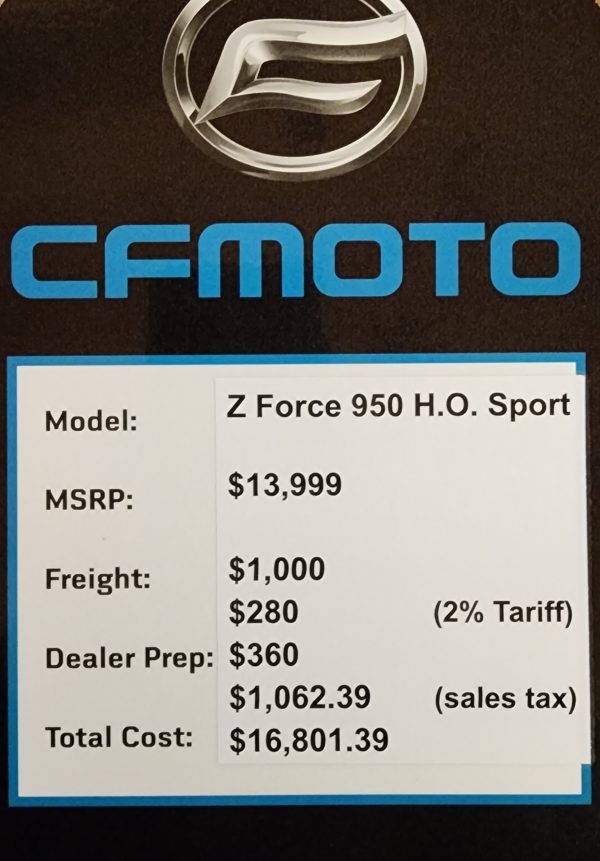 CFMOTO
Model: Z Force 950 H.O. Sport
MSRP: $13,999
Freight: $1,000
$280 (2% Tariff)
Dealer Prep: $360
$1,062.39 (sales tax)
Total Cost: $16,801.39